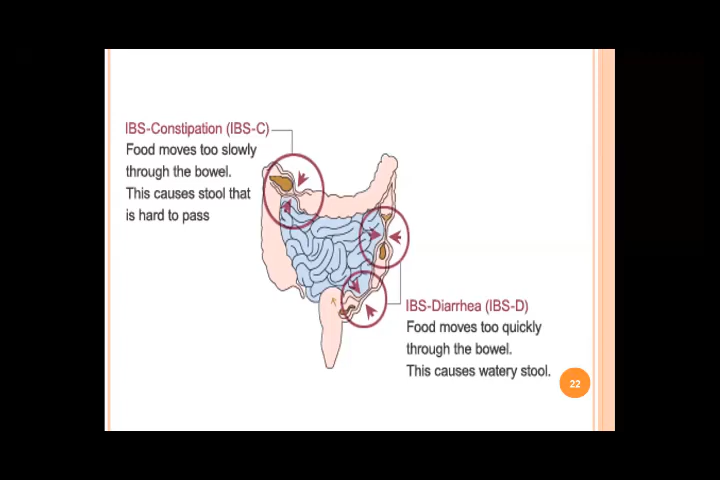 IBS-Constipation (IBS-C)
Food moves too slowly
through the bowel.
This causes stool that
is hard to pass
IBS-Diarrhea (IBS-D)
Food moves too quickly
through the bowel.
This causes watery stool.
22